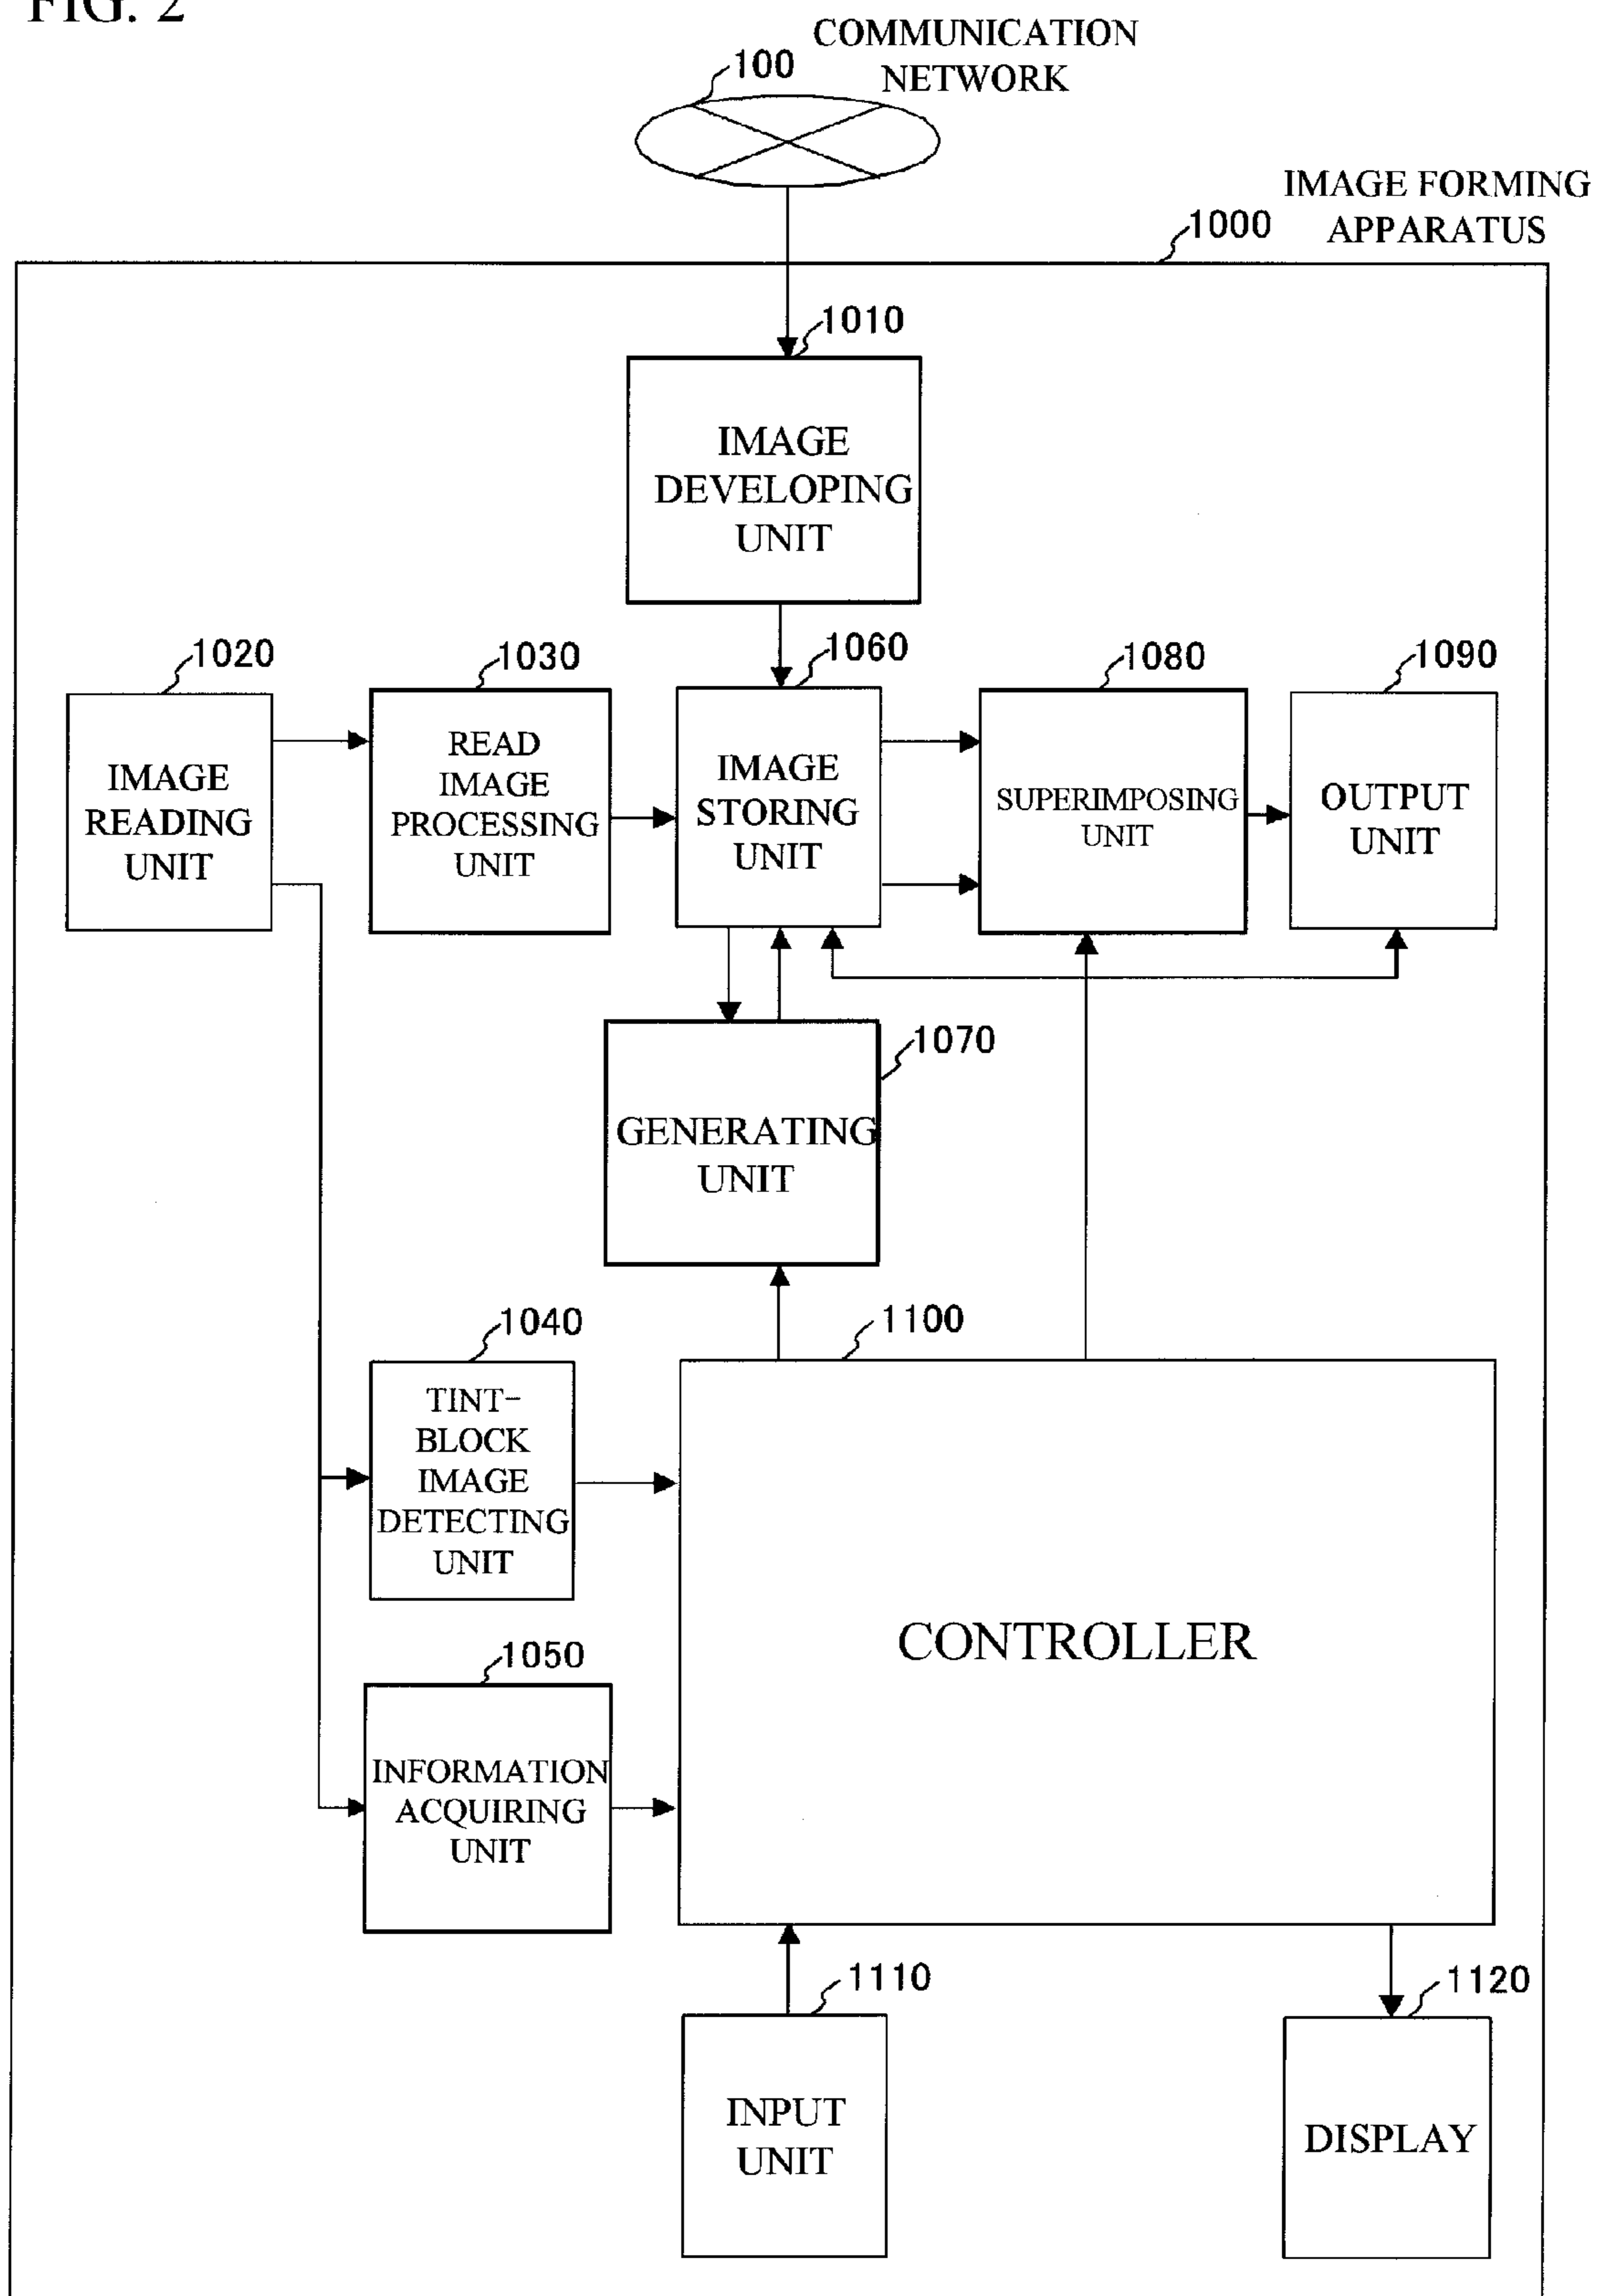 FIG. 2
COMMUNICATION
NETWORK
100
IMAGE FORMING
APPARATUS
1000
1010
IMAGE
DEVELOPING
UNIT
1020
IMAGE
READING
UNIT
1030
READ
IMAGE
PROCESSING
UNIT
1060
IMAGE
STORING
UNIT
1080
SUPERIMPOSING
UNIT
1090
OUTPUT
UNIT
1070
GENERATING
UNIT
1040
TINT-
BLOCK
IMAGE
DETECTING
UNIT
1100
CONTROLLER
1050
INFORMATION
ACQUIRING
UNIT
1110
INPUT
UNIT
1120
DISPLAY